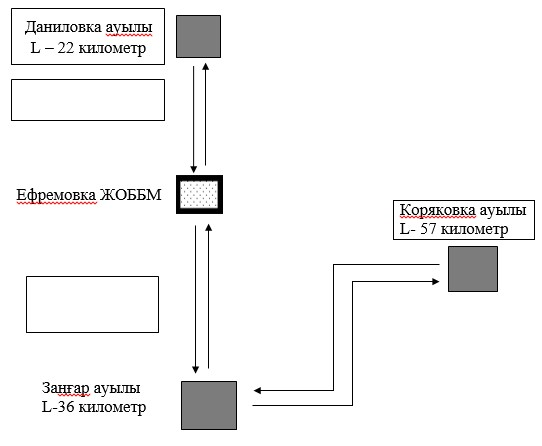 Даниловка ауылы
L – 22 километр
Ефремовка ЖОББМ
Коряковка ауылы
L- 57 километр
Заңғар ауылы
L-36 километр